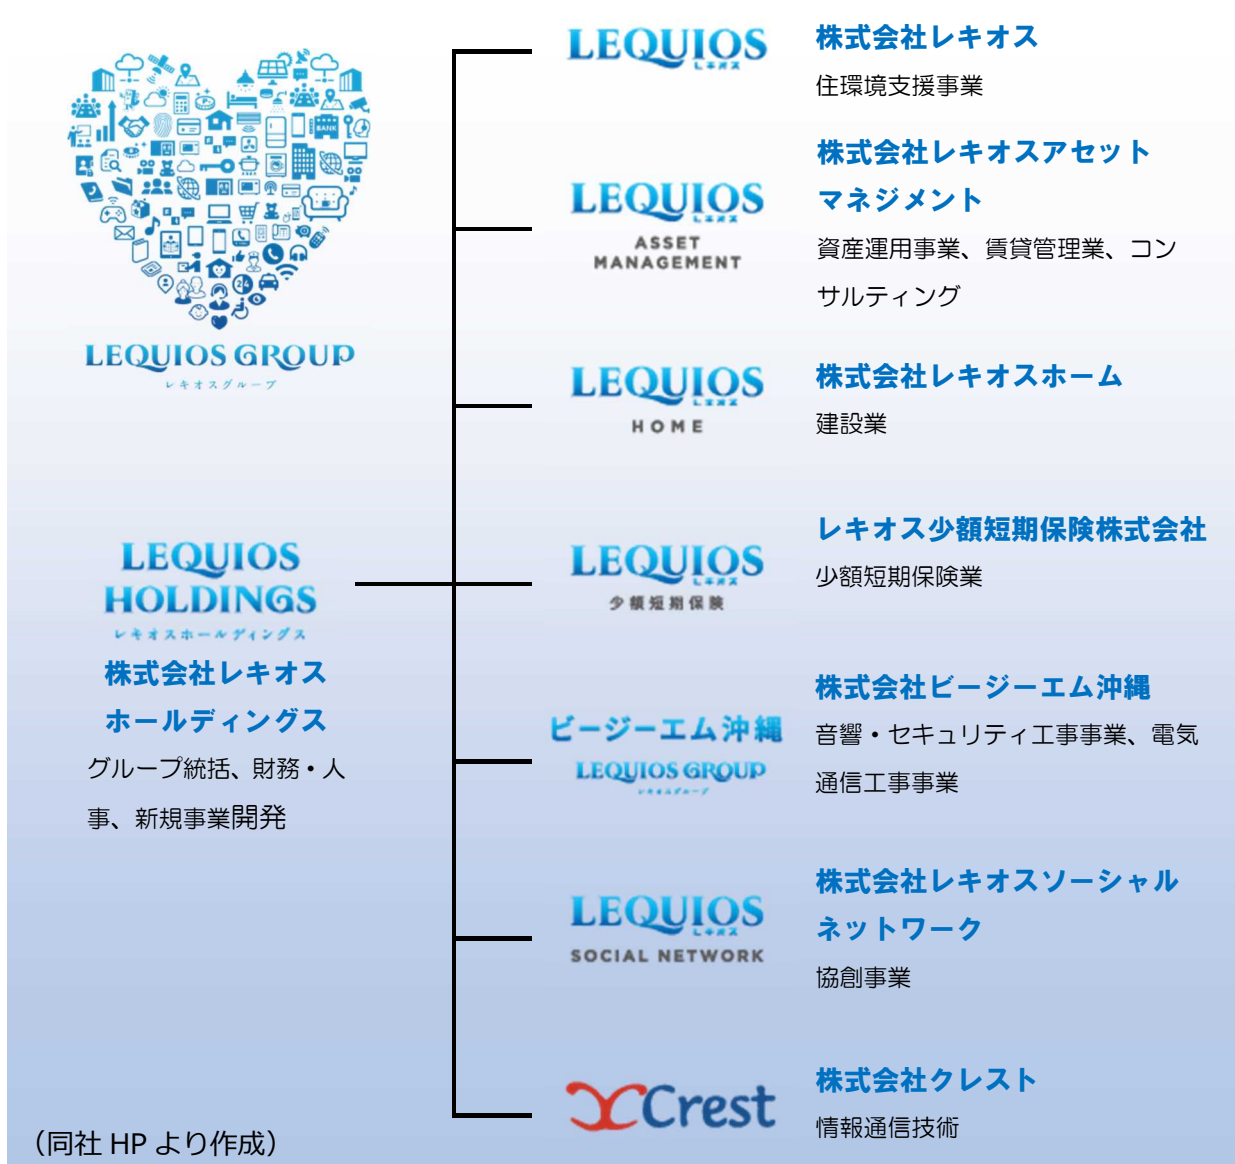 LEQUIOS GROUP
レキオスグループ
LEQUIOS
HOLDINGS
レキオスホールディングス
株式会社レキオス
ホールディングス
グループ統括、財務・人
事、新規事業開発
LEQUIOS
レキオス
株式会社レキオス
住環境支援事業
LEQUIOS
レキオス
ASSET
MANAGEMENT
株式会社レキオスアセット
マネジメント
資産運用事業、賃貸管理業、コン
サルティング
LEQUIOS
レキオス
HOME
株式会社レキオスホーム
建設業
LEQUIOS
レキオス
少額短期保険
レキオス少額短期保険株式会社
少額短期保険業
ビージーエム沖縄
LEQUIOS GROUP
レキオスグループ
株式会社ビージーエム沖縄
音響・セキュリティ工事事業、電気
通信工事事業
LEQUIOS
レキオス
SOCIAL NETWORK
株式会社レキオスソーシャル
ネットワーク
協創事業
Crest
株式会社クレスト
情報通信技術
（同社 HP より作成）